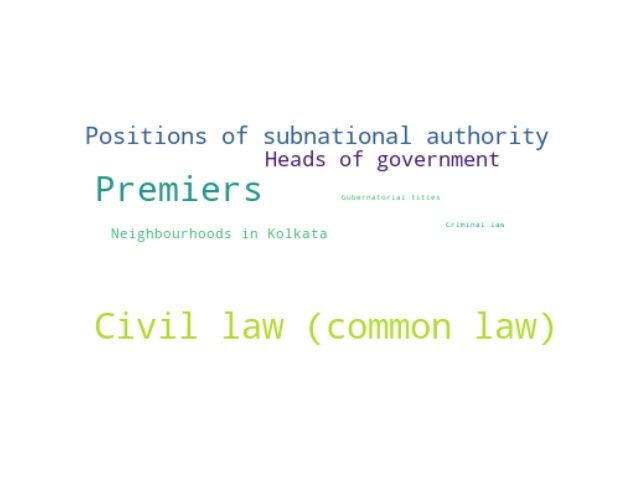 Positions of subnational authority
Heads of government
Premiers
Gubernatorial titles
Criminal law
Neighbourhoods in Kolkata
Civil law (common law)